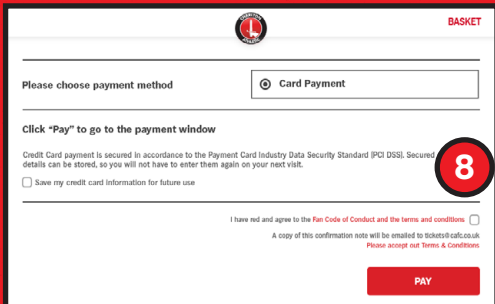 BASKET
Please choose payment method
Card Payment
Click “Pay” to go to the payment window
Credit Card payment is secured in accordance to the Payment Card Industry Data Security Standard [PCI DSS]. Secured
details can be stored, so you will not have to enter them again on your next visit.
8
Save my credit card information for future use
I have red and agree to the Fan Code of Conduct and the terms and conditions
A copy of this confirmation note will be emailed to tickets@cafc.co.uk
Please accept out Terms & Conditions
PAY